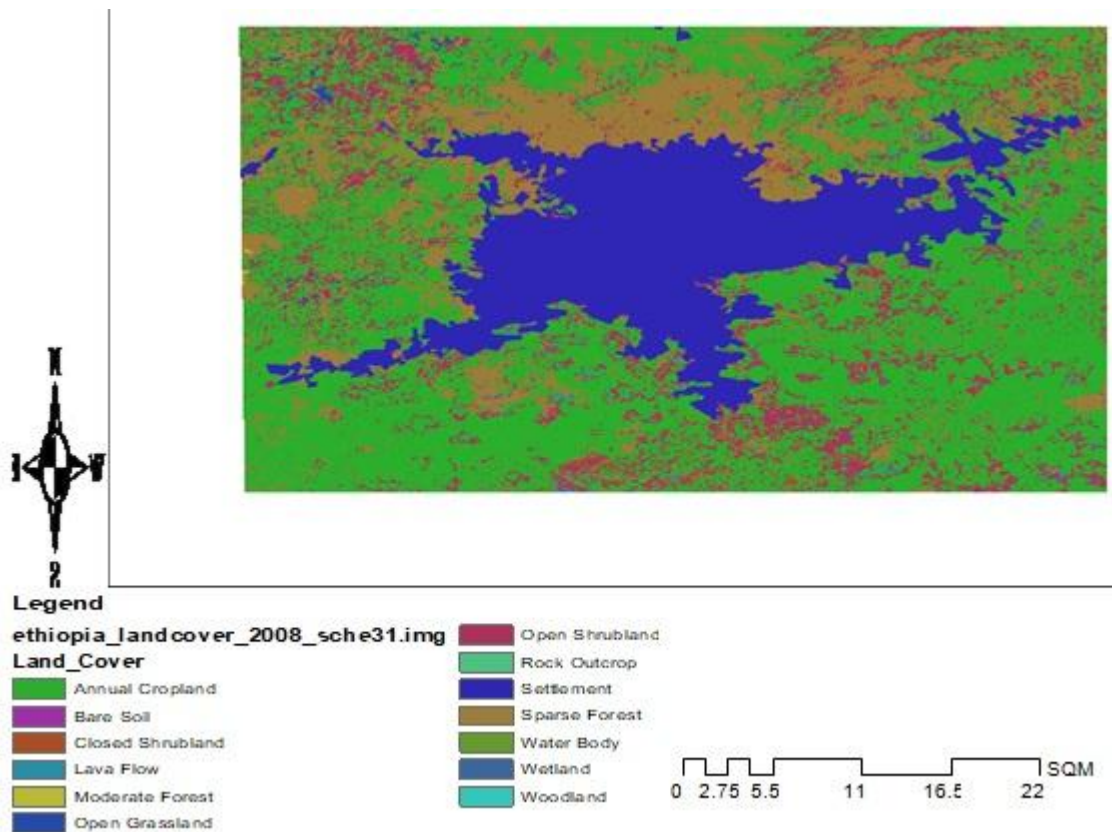 N
W
Legend
ethiopia_landcover_2008_sche31.img
Land_Cover
Annual Cropland
Bare Soil
Closed Shrubland
Lava Flow
Moderate Forest
Open Grassland
Open Shrubland
Rock Outcrop
Settlement
Sparse Forest
Water Body
Wetland
Woodland
SQM
0 2.75 5.5 11 16.5 22